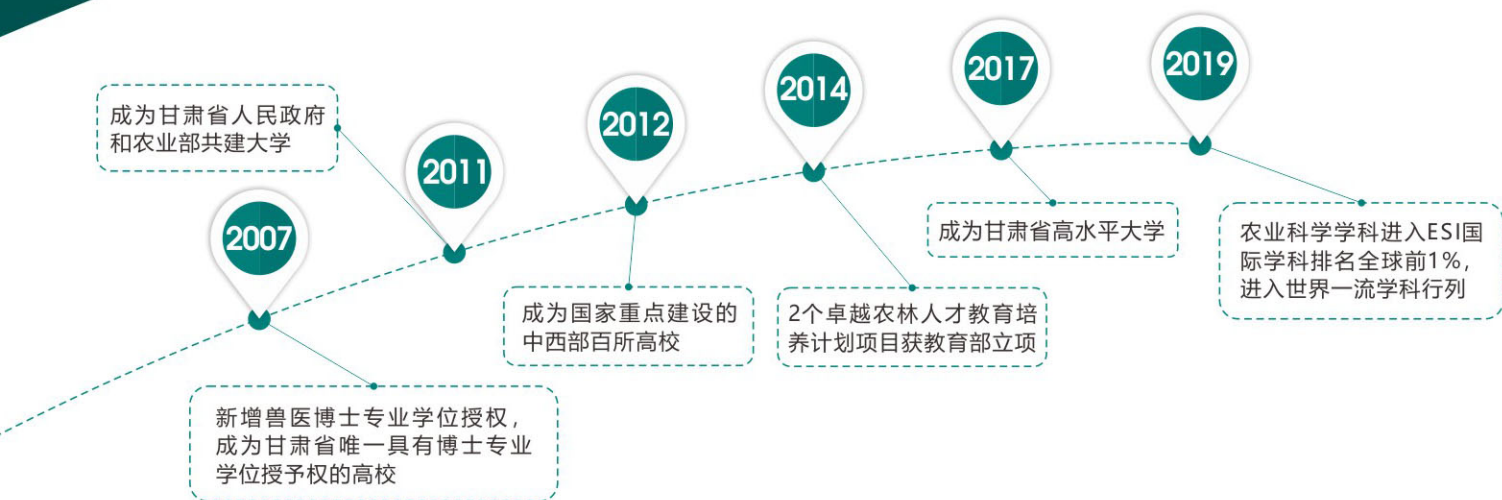 2007
新增兽医博士专业学位授权，
成为甘肃省唯一具有博士专业
学位授予权的高校
2011
成为甘肃省人民政府
和农业部共建大学
2012
成为国家重点建设的
中西部百所高校
2014
2个卓越农林人才教育培
养计划项目获教育部立项
2017
成为甘肃省高水平大学
2019
农业科学学科进入ESI国
际学科排名全球前1%，
进入世界一流学科行列